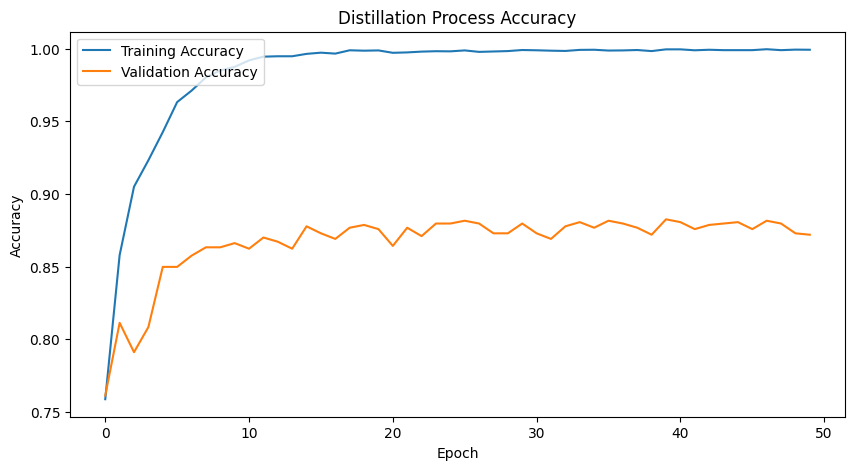 Distillation Process Accuracy
Training Accuracy
Validation Accuracy
1.00
0.95
0.90
0.85
0.80
0.75
Accuracy
0 10 20 30 40 50
Epoch